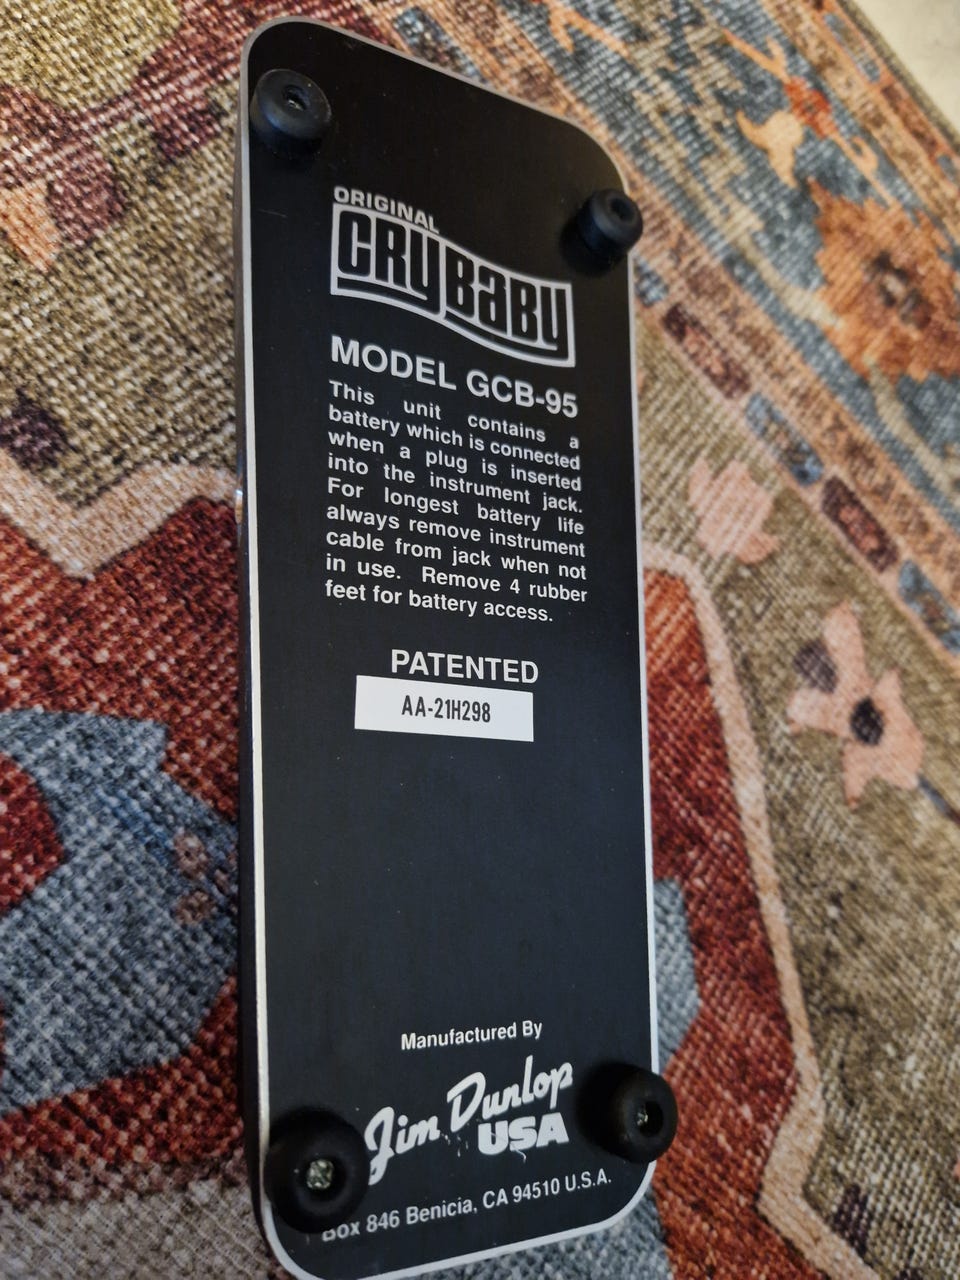 ORIGINAL
CRYBABY
MODEL GCB-95
This unit contains a
battery which is connected
when a plug is inserted
into the instrument jack.
For longest battery life
always remove instrument
cable from jack when not
in use. Remove 4 rubber
feet for battery access.
PATENTED
AA-21H298
Manufactured By
Jim Dunlop
USA
Box 846 Benicia, CA 94510 U.S.A.